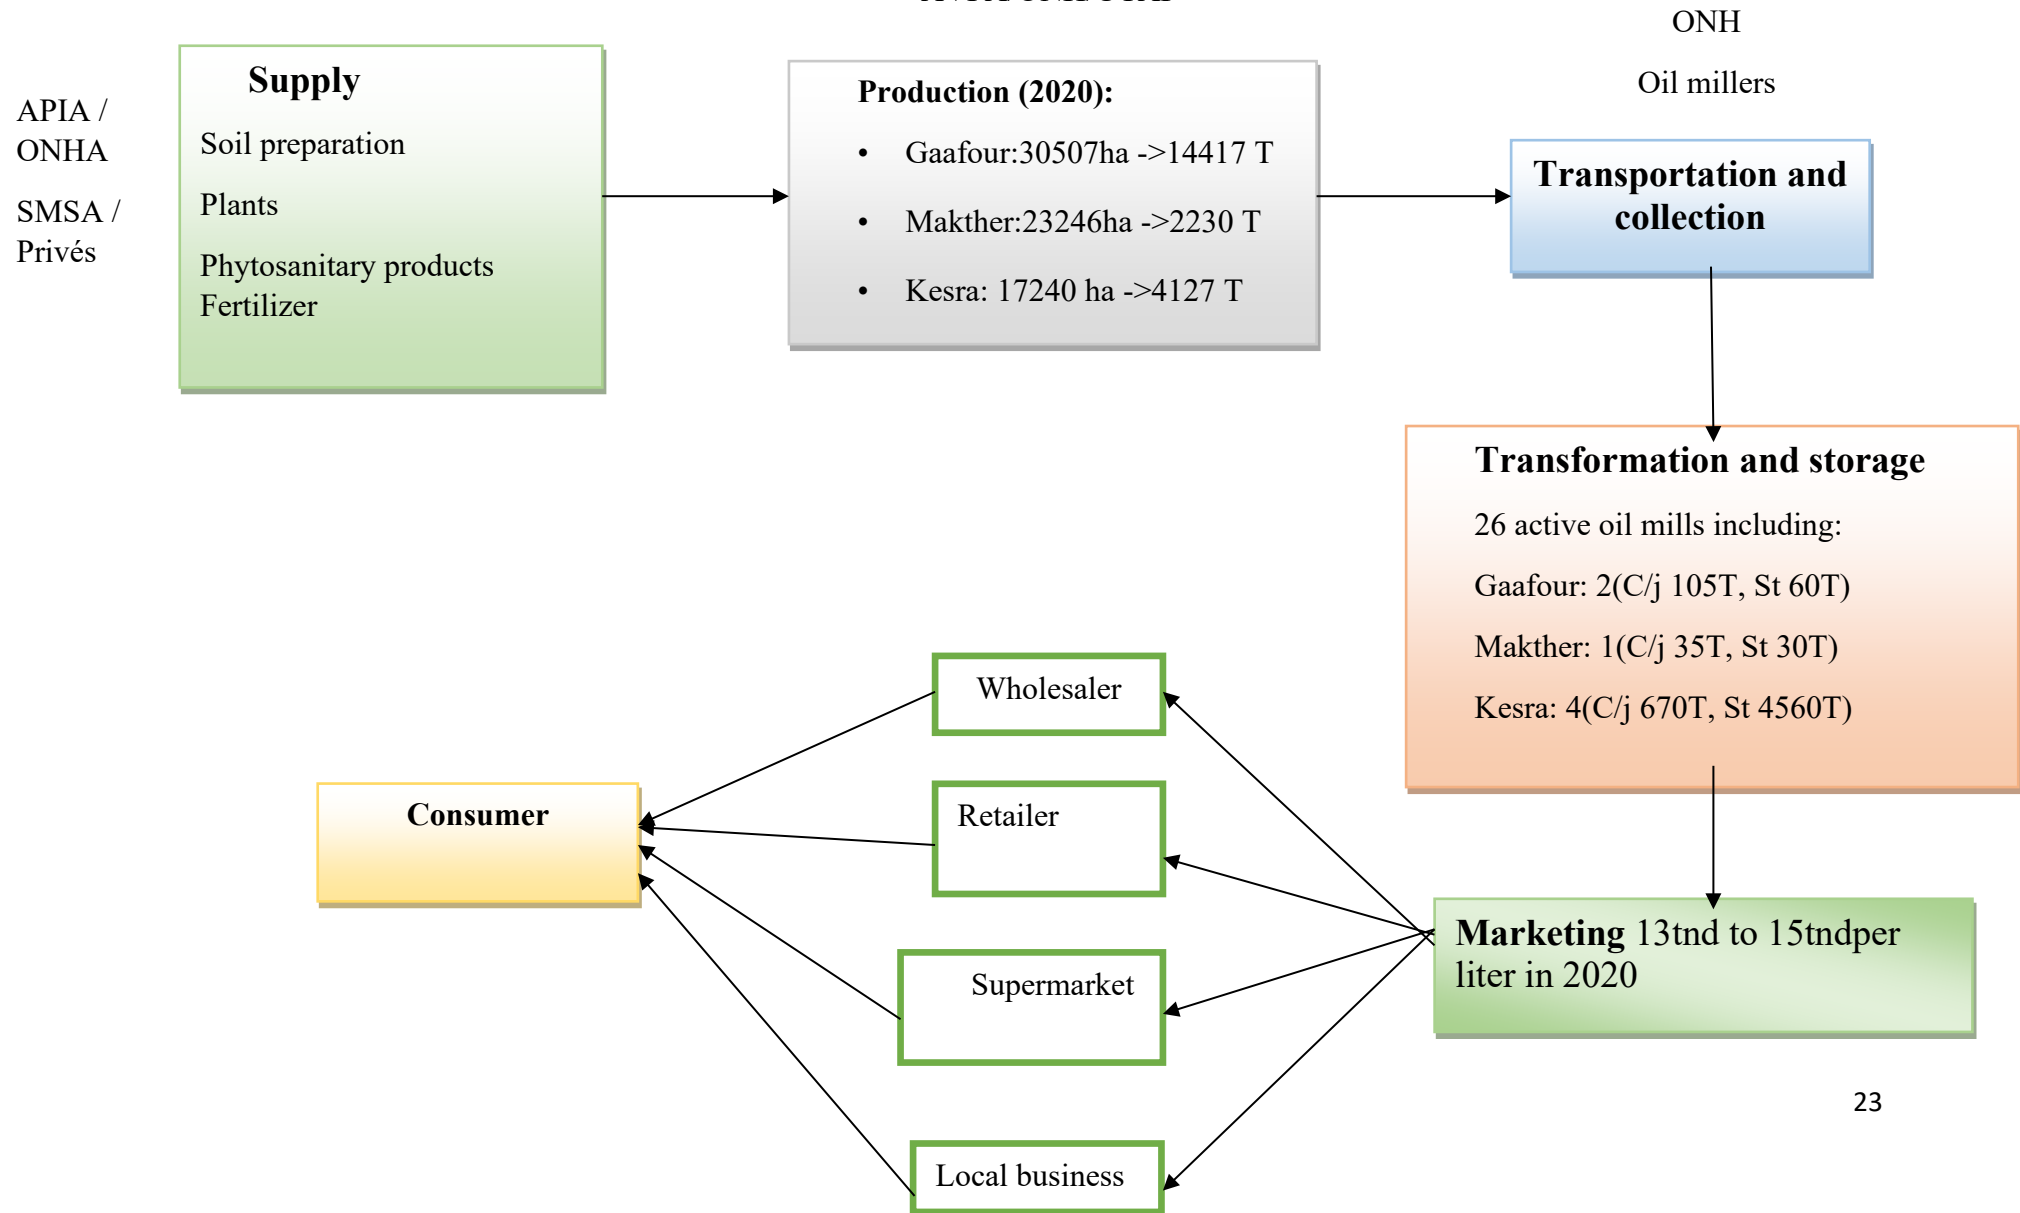 ONH
Oil millers
APIA /
ONHA
SMSA /
Privés
Supply
Soil preparation
Plants
Phytosanitary products
Fertilizer
Production (2020):
• Gaafour:30507ha ->14417 T
• Makther:23246ha ->2230 T
• Kesra: 17240 ha ->4127 T
Transportation and
collection
Transformation and storage
26 active oil mills including:
Gaafour: 2(C/j 105T, St 60T)
Makther: 1(C/j 35T, St 30T)
Kesra: 4(C/j 670T, St 4560T)
Marketing 13tnd to 15tndper
liter in 2020
Wholesaler
Retailer
Supermarket
Local business
Consumer
23